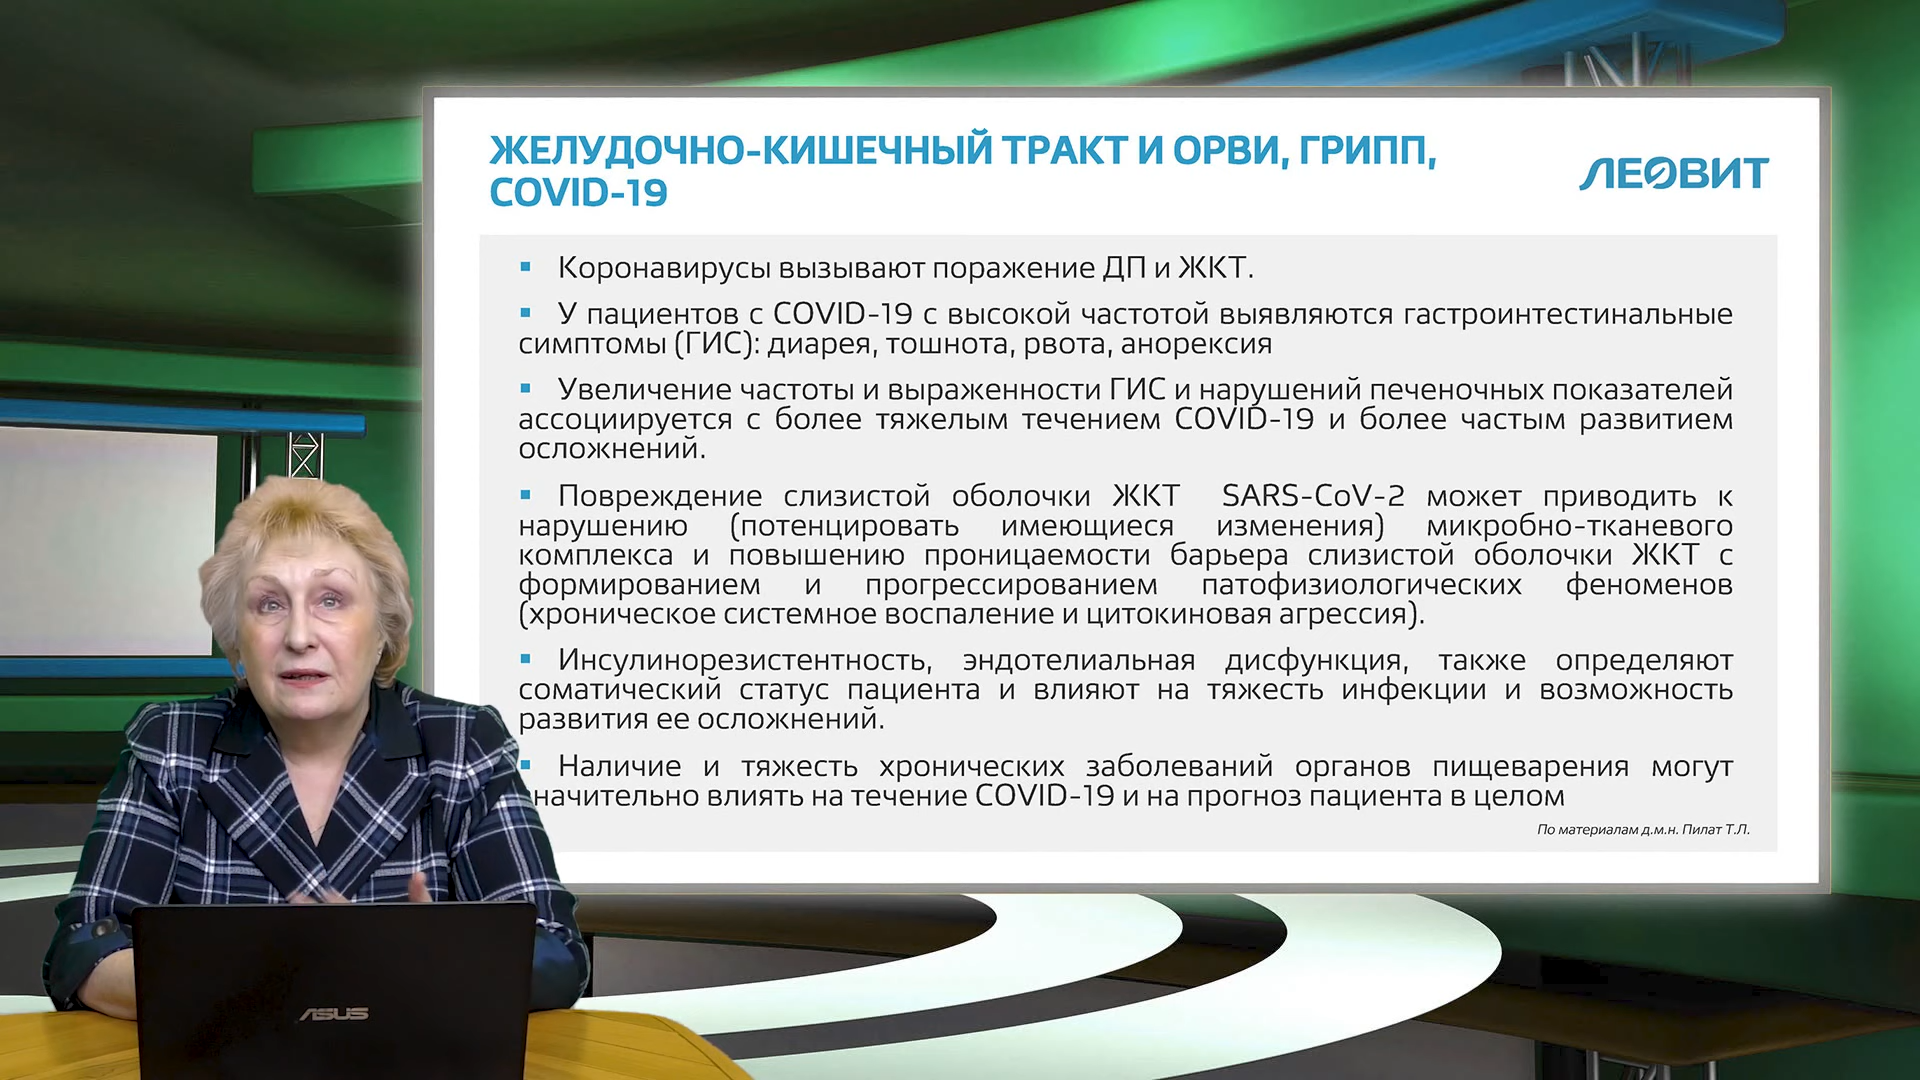 ЖЕЛУДОЧНО-КИШЕЧНЫЙ ТРАКТ И ОРВИ, ГРИПП,
COVID-19
ЛЕОВИТ
▪ Коронавирусы вызывают поражение ДП и ЖКТ.
▪ У пациентов с COVID-19 с высокой частотой выявляются гастроинтестинальные
симптомы (ГИС): диарея, тошнота, рвота, анорексия
▪ Увеличение частоты и выраженности ГИС и нарушений печеночных показателей
ассоциируется с более тяжелым течением COVID-19 и более частым развитием
осложнений.
▪ Повреждение слизистой оболочки ЖКТ SARS-CoV-2 может приводить к
нарушению (потенцировать имеющиеся изменения) микробно-тканевого
комплекса и повышению проницаемости барьера слизистой оболочки ЖКТ с
формированием и прогрессированием патофизиологических феноменов
(хроническое системное воспаление и цитокиновая агрессия).
▪ Инсулинорезистентность, эндотелиальная дисфункция, также определяют
соматический статус пациента и влияют на тяжесть инфекции и возможность
развития ее осложнений.
▪ Наличие и тяжесть хронических заболеваний органов пищеварения могут
значительно влиять на течение COVID-19 и на прогноз пациента в целом
По материалам д.м.н. Пилат Т.Л.
ASUS